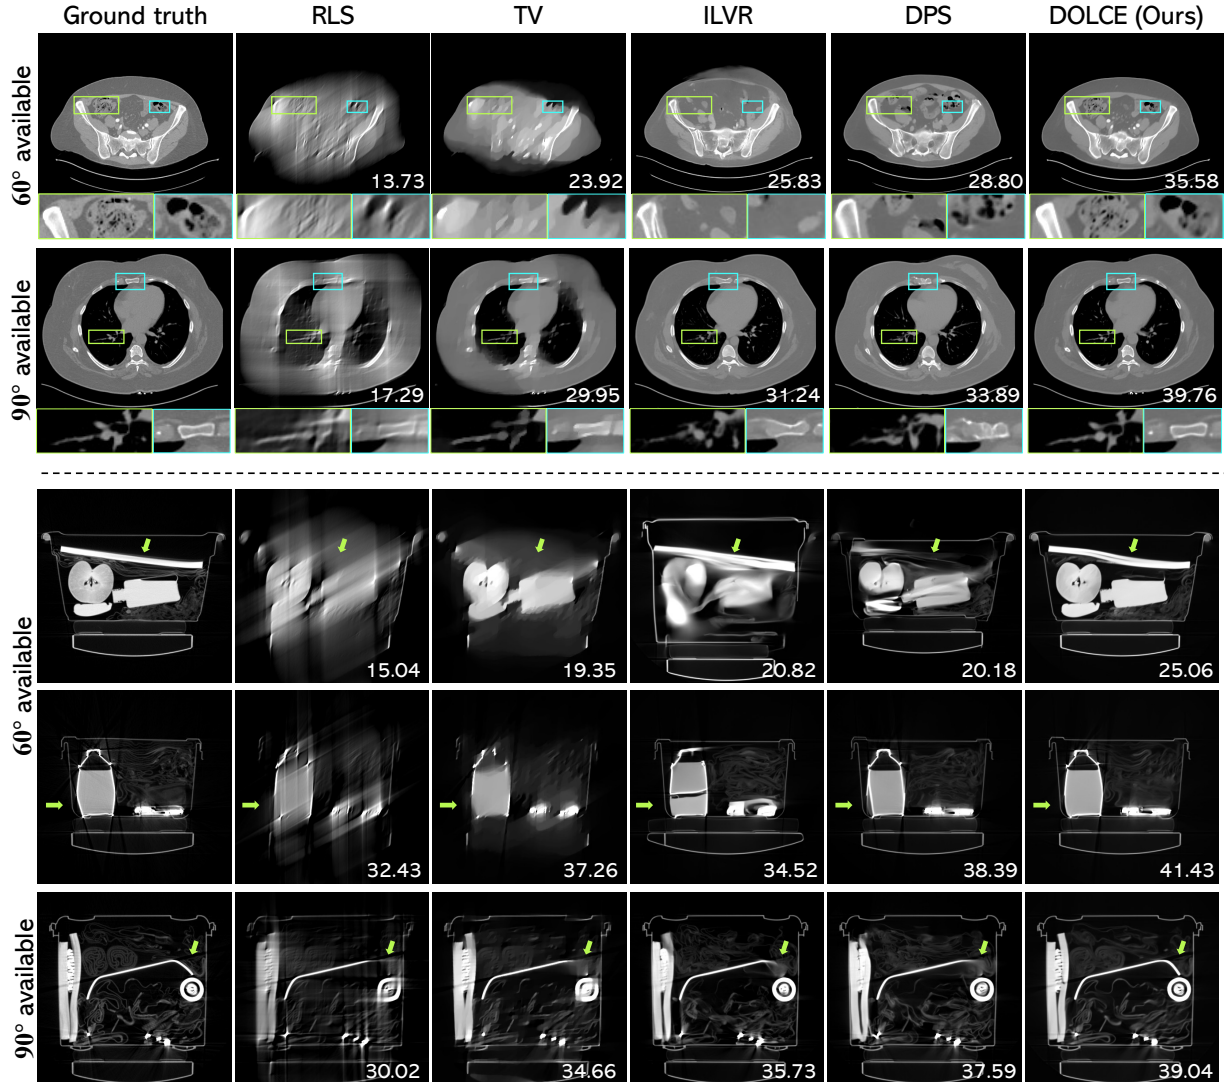 Ground truth RLS TV ILVR DPS DOLCE (Ours)
60° available
13.73 23.92 25.83 28.80 35.58
90° available
17.29 29.95 31.24 33.89 39.76
60° available
15.04 19.35 20.82 20.18 25.06
32.43 37.26 34.52 38.39 41.43
90° available
30.02 34.66 35.73 37.59 39.04